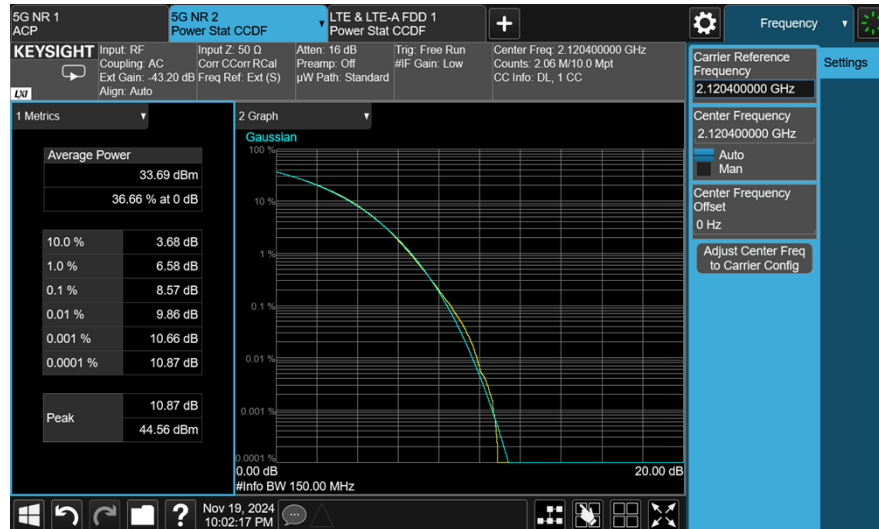 5G NR 1
ACP
5G NR 2
Power Stat CCDF
LTE & LTE-A FDD 1
Power Stat CCDF
Frequency
KEYSIGHT
LXI
Input: RF
Coupling: AC
Ext Gain: -43.20 dB
Align: Auto
Input Z: 50 Ω
Corr CCorr RCal
Freq Ref: Ext (S)
Atten: 16 dB
Preamp: Off
µW Path: Standard
Trig: Free Run
#IF Gain: Low
Center Freq: 2.120400000 GHz
Counts: 2.06 M/10.0 Mpt
CC Info: DL, 1 CC
1 Metrics
Average Power
33.69 dBm
36.66 % at 0 dB
10.0 % 3.68 dB
1.0 % 6.58 dB
0.1 % 8.57 dB
0.01 % 9.86 dB
0.001 % 10.66 dB
0.0001 % 10.87 dB
Peak
10.87 dB
44.56 dBm
2 Graph
Gaussian
100 %
10 %
1 %
0.1 %
0.01 %
0.001 %
0.0001 %
0.00 dB 20.00 dB
#Info BW 150.00 MHz
Carrier Reference
Frequency
2.120400000 GHz
Center Frequency
2.120400000 GHz
Auto
Man
Center Frequency
Offset
0 Hz
Adjust Center Freq
to Carrier Config
Settings
?
Nov 19, 2024
10:02:17 PM